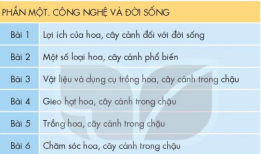 PHẦN MỘT. CÔNG NGHỆ VÀ ĐỜI SỐNG
Bài 1 Lợi ích của hoa, cây cảnh đối với đời sống
Bài 2 Một số loại hoa, cây cảnh phổ biến
Bài 3 Vật liệu và dụng cụ trồng hoa, cây cảnh trong chậu
Bài 4 Gieo hạt hoa, cây cảnh trong chậu
Bài 5 Trồng hoa, cây cảnh trong chậu
Bài 6 Chăm sóc hoa, cây cảnh trong chậu